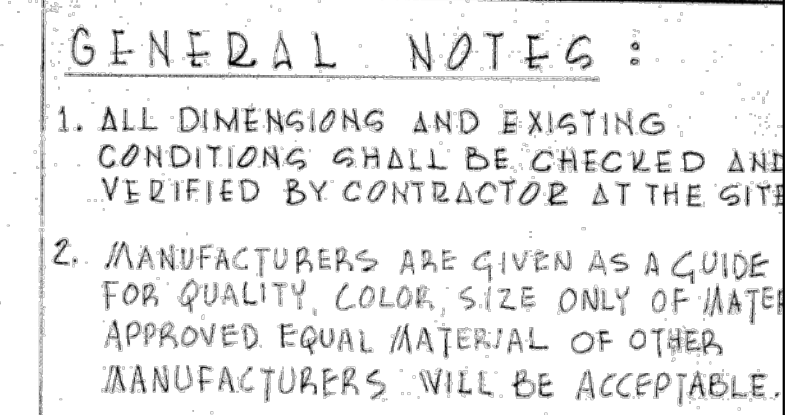 GENERAL NOTES:
1. ALL DIMENSIONS AND EXISTING
CONDITIONS SHALL BE CHECKED AND
VERIFIED BY CONTRACTOR AT THE SITE
2. MANUFACTURERS ARE GIVEN AS A GUIDE
FOR QUALITY, COLOR, SIZE ONLY OF
APPROVED EQUAL MATERIAL OF OTHER
MANUFACTURERS WILL BE ACCEPTABLE.